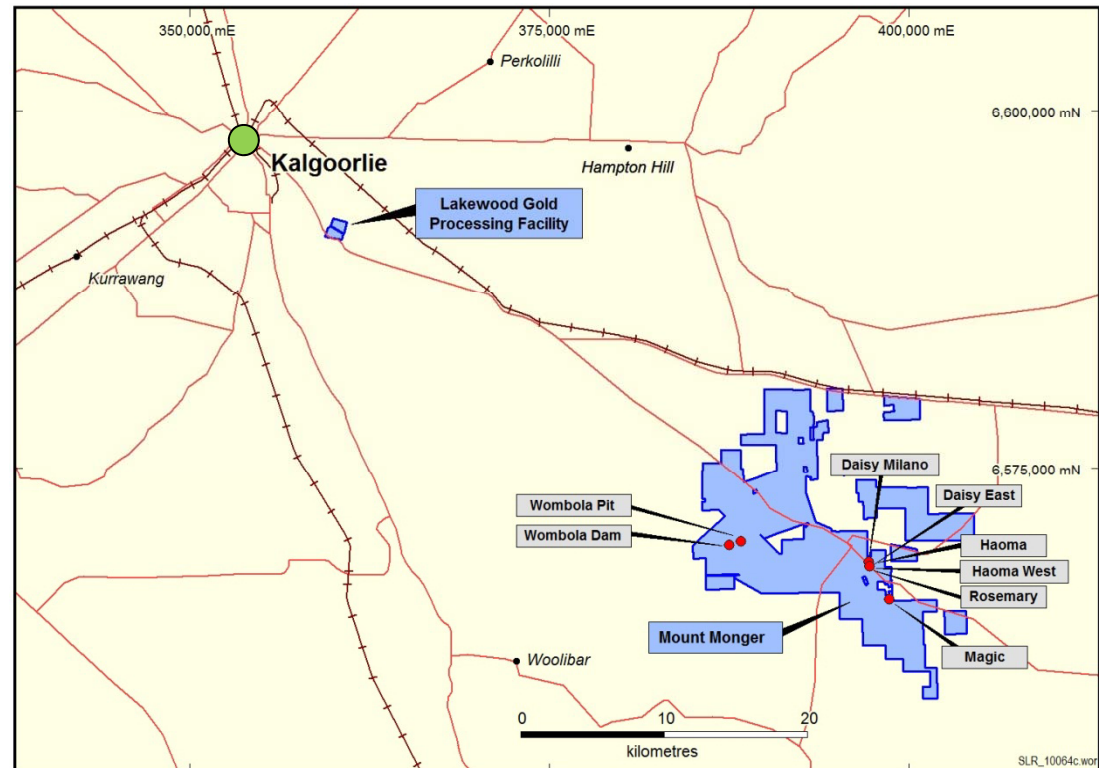 350,000 mE
375,000 mE
400,000 mE
Perkolilli
6,600,000 mN
Kalgoorlie
Hampton Hill
Lakewood Gold
Processing Facility
Kurrawang
6,575,000 mN
Daisy Milano
Daisy East
Wombola Pit
Wombola Dam
Haoma
Haoma West
Rosemary
Mount Monger
Magic
Woolibar
0 10 20
kilometres
SLR_10064c.wor